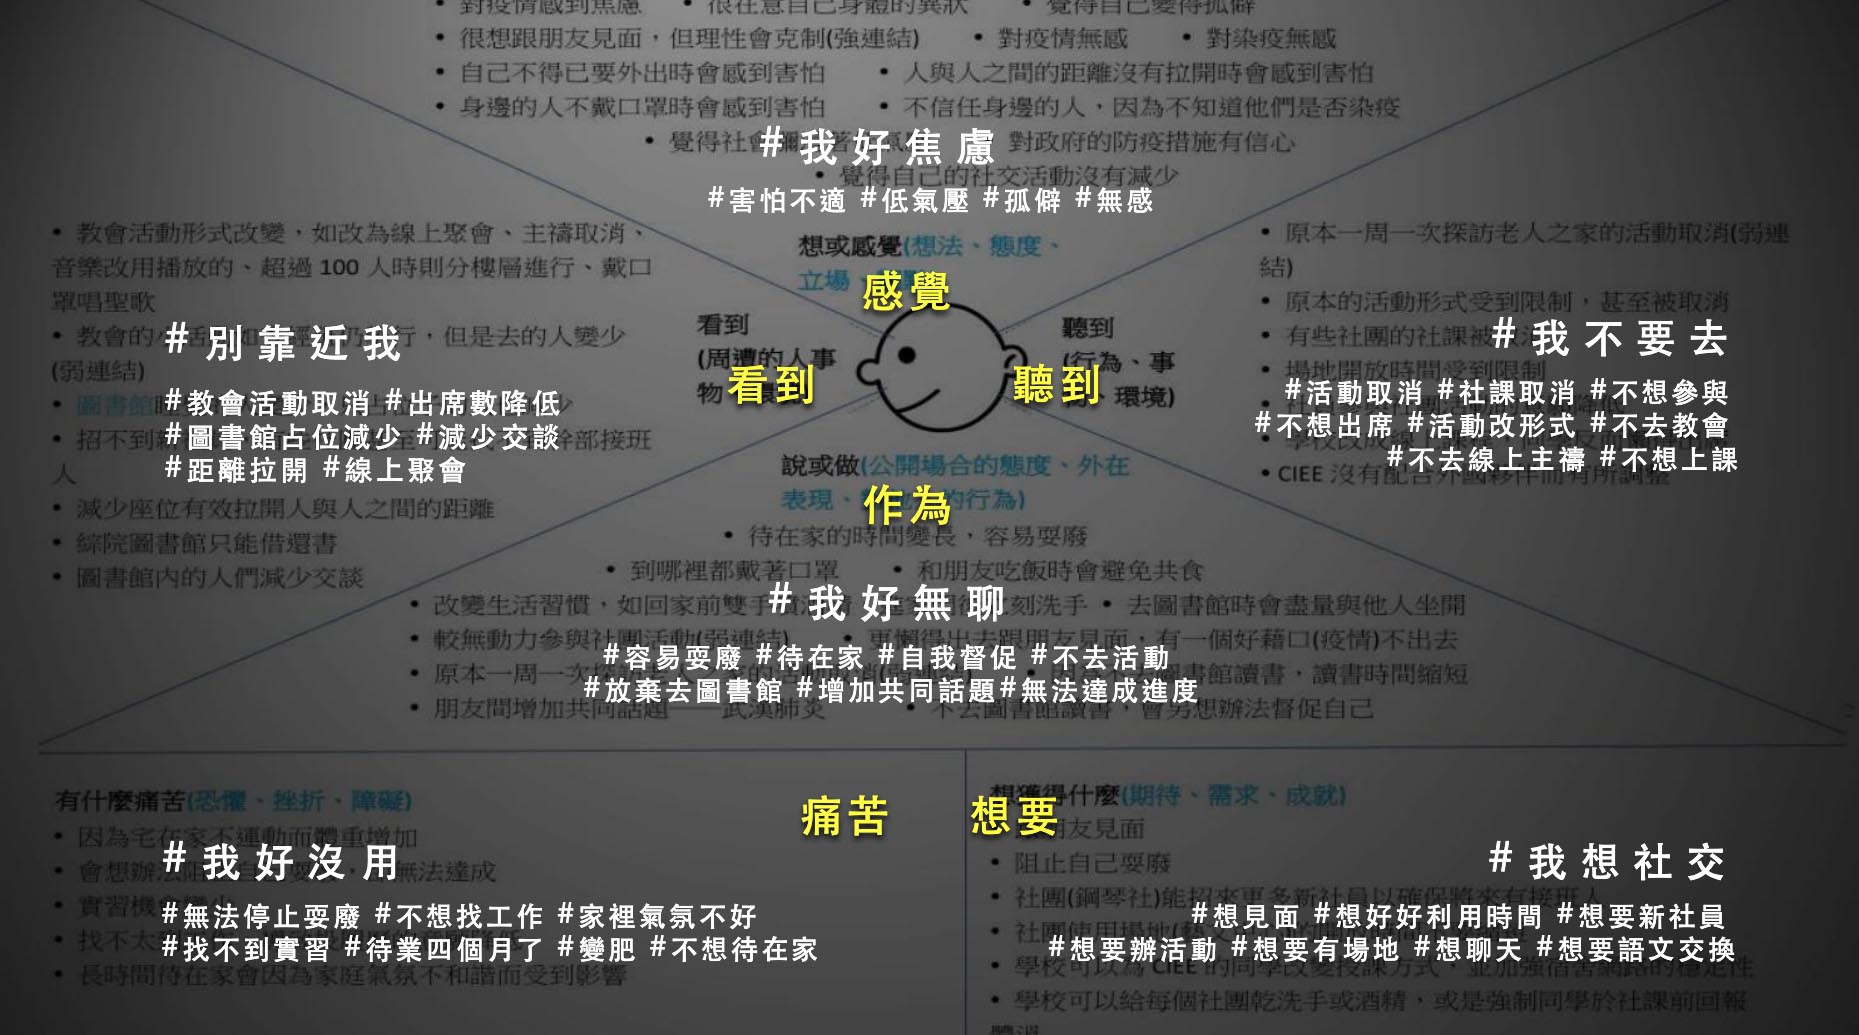 • 對疫情感到焦慮 • 很在意自己身體的異狀 • 覺得自己變得孤僻
• 很想跟朋友見面，但理性會克制(強連結) • 對疫情無感 • 對染疫無感
• 自己不得已要外出時會感到害怕 • 人與人之間的距離沒有拉開時會感到害怕
• 身邊的人不戴口罩時會感到害怕 • 不信任身邊的人，因為不知道他們是否染疫
• 覺得社會 對政府的防疫措施有信心
#我好焦慮
• 覺得自己的社交活動沒有減少
#害怕不適 #低氣壓 #孤僻 #無感
想或感覺(想法、態度、
立場、
感覺
• 教會活動形式改變，如改為線上聚會、主禱取消、
音樂改用播放的、超過 100 人時則分樓層進行、戴口
罩唱聖歌
• 教會的小 行，但是去的人變少
(弱連結)
#別靠近我
• 圖書館
#教會活動取消 #出席數降低
#圖書館占位減少 #減少交談
#距離拉開 #線上聚會
• 招不到 幹部接班
人
• 減少座位有效拉開人與人之間的距離
• 綜院圖書館只能借還書
• 圖書館內的人們減少交談
看到
(周遭的人事
物、
看到
聽到
(行為、事
環境)
聽到
• 原本一周一次探訪老人之家的活動取消(弱連
結)
• 原本的活動形式受到限制，甚至被取消
• 有些社團的社課被
#我不要去
• 場地開放時間受到限制
#活動取消 #社課取消 #不想參與
#不想出席 #活動改形式 #不去教會
#不去線上主禱 #不想上課
• CIEE 沒有配合外國夥伴而有所調整
說或做(公開場合的態度、外在
表現、 的行為)
作為
• 待在家的時間變長，容易耍廢
• 到哪裡都戴著口罩 • 和朋友吃飯時會避免共食
#我好無聊
• 改變生活習慣，如回家前雙手 刻洗手 • 去圖書館時會盡量與他人坐開
• 較無動力參與社團活動(弱連結) • 更懶得出去跟朋友見面，有一個好藉口(疫情)不出去
#容易耍廢 #待在家 #自我督促 #不去活動
• 原本一周一次 圖書館讀書，讀書時間縮短
#放棄去圖書館 #增加共同話題#無法達成進度
• 朋友間增加共同話題——武漢肺炎 • 不去圖書館讀書，會另想辦法督促自己
痛苦
有什麼痛苦(恐懼、挫折、障礙)
• 因為宅在家不運動而體重增加
#我好沒用
• 會想辦法 無法達成
• 實習機會
#無法停止耍廢 #不想找工作 #家裡氣氛不好
#找不到實習 #待業四個月了 #變肥 #不想待在家
• 長時間待在家會因為家庭氣氛不和諧而受到影響
想要
想獲得什麼(期待、需求、成就)
朋友見面
• 阻止自己耍廢
#我想社交
• 社團(鋼琴社)能招來更多新社員以確保將來有接班人
#想見面 #想好好利用時間 #想要新社員
#想要辦活動 #想要有場地 #想聊天 #想要語文交換
• 學校可以為 CIEE 的同學改變授課方式，並加強宿舍網路的穩定性
• 學校可以給每個社團乾洗手或酒精，或是強制同學於社課前回報